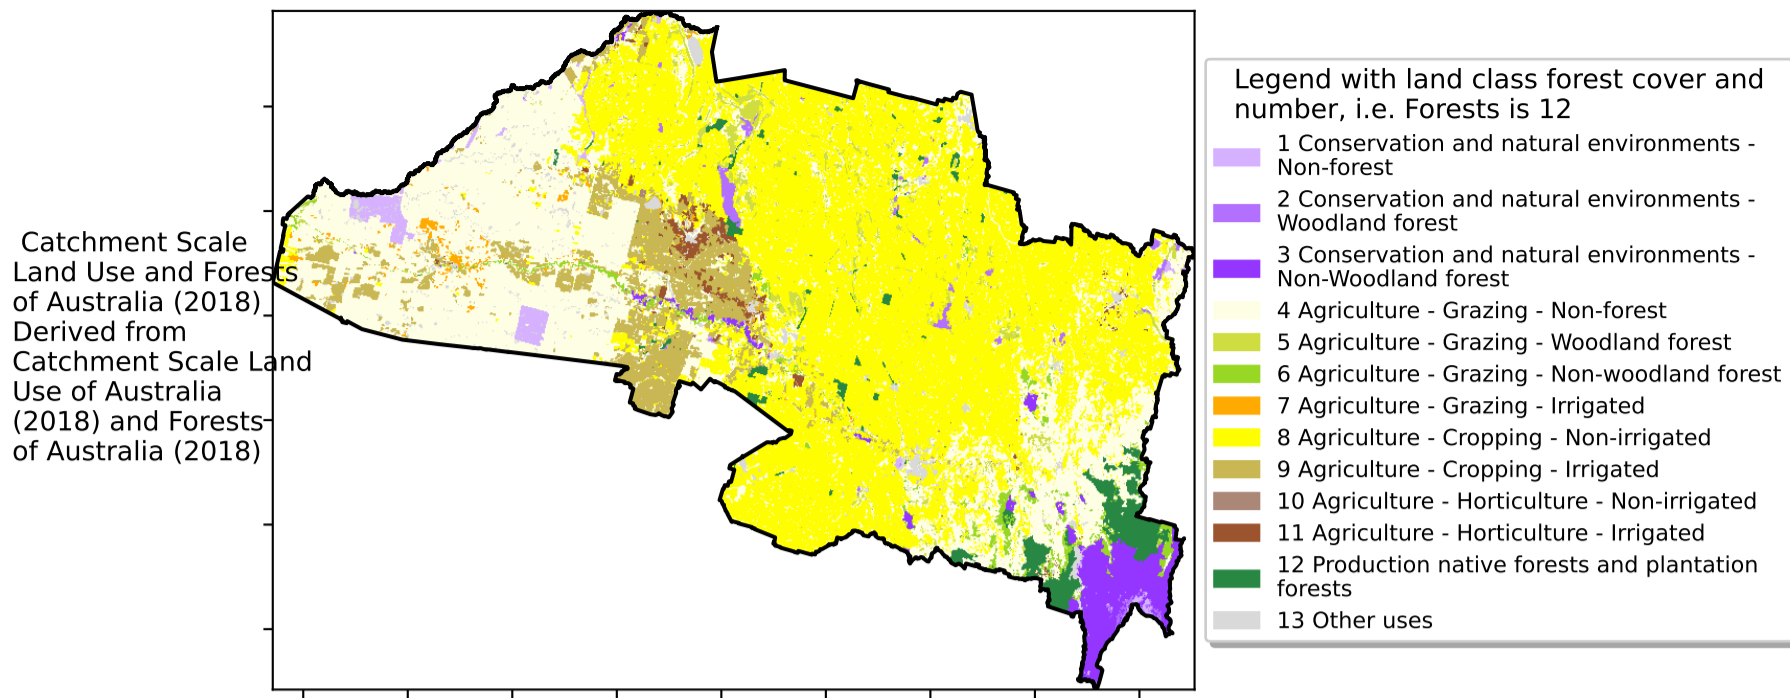 Catchment Scale
Land Use and Forests
of Australia (2018)
Derived from
Catchment Scale Land
Use of Australia
(2018) and Forests
of Australia (2018)
Legend with land class forest cover and
number, i.e. Forests is 12
1 Conservation and natural environments -
Non-forest
2 Conservation and natural environments -
Woodland forest
3 Conservation and natural environments -
Non-Woodland forest
4 Agriculture - Grazing - Non-forest
5 Agriculture - Grazing - Woodland forest
6 Agriculture - Grazing - Non-woodland forest
7 Agriculture - Grazing - Irrigated
8 Agriculture - Cropping - Non-irrigated
9 Agriculture - Cropping - Irrigated
10 Agriculture - Horticulture - Non-irrigated
11 Agriculture - Horticulture - Irrigated
12 Production native forests and plantation
forests
13 Other uses